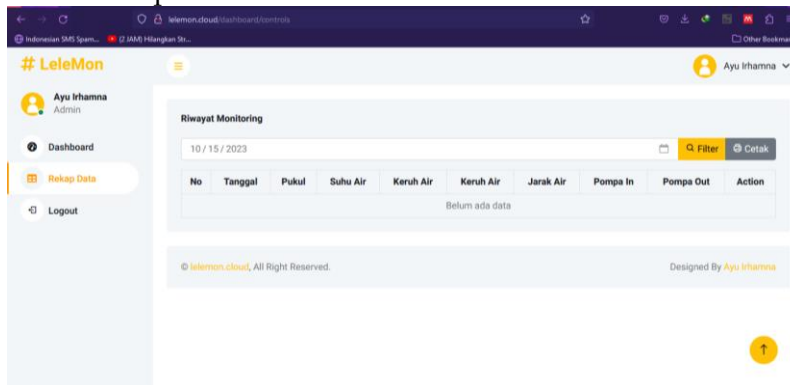 lelemon.cloud/dashboard/controls
Indonesian SMS Spam... (2 JAM) Hilangkan Str... Other Bookmar
# LeleMon
Ayu Irhamna
Ayu Irhamna
Admin
Dashboard
Rekap Data
Logout
Riwayat Monitoring
10 / 15 / 2023 Filter Cetak
No Tanggal Pukul Suhu Air Keruh Air Keruh Air Jarak Air Pompa In Pompa Out Action
Belum ada data
© lelemon.cloud, All Right Reserved. Designed By Ayu Irhamna